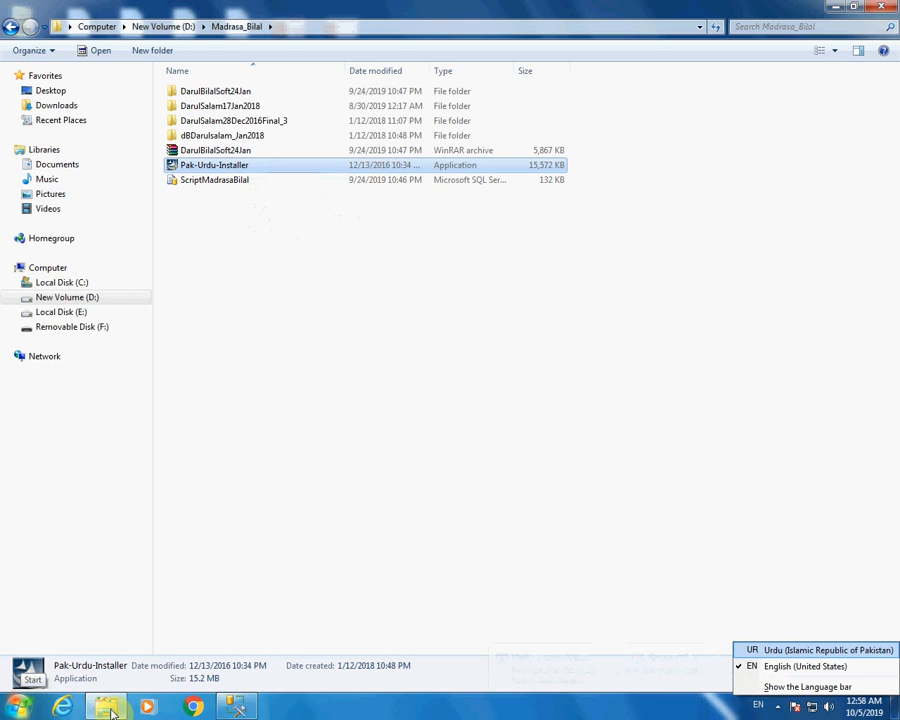 Computer New Volume (D:) Madrasa_Bilal Search Madrasa_Bilal
Organize Open New folder
Name Date modified Type Size
Favorites
Desktop
Downloads
Recent Places
Libraries
Documents
Music
Pictures
Videos
Homegroup
Computer
Local Disk (C:)
New Volume (D:)
Local Disk (E:)
Removable Disk (F:)
Network
DarulBilalSoft24Jan 9/24/2019 10:47 PM File folder
DarulSalam17Jan2018 8/30/2019 12:17 AM File folder
DarulSalam28Dec2016Final_3 1/12/2018 11:07 PM File folder
dBDarulsalam_Jan2018 1/12/2018 10:48 PM File folder
DarulBilalSoft24Jan 9/24/2019 10:47 PM WinRAR archive 5,867 KB
Pak-Urdu-Installer 12/13/2016 10:34 ... Application 15,572 KB
ScriptMadrasaBilal 9/24/2019 10:46 PM Microsoft SQL Ser... 132 KB
Pak-Urdu-Installer Date modified: 12/13/2016 10:34 PM Date created: 1/12/2018 10:48 PM
Application Size: 15.2 MB
Start
UR Urdu (Islamic Republic of Pakistan)
EN English (United States)
Show the Language bar
EN
12:58 AM
10/5/2019